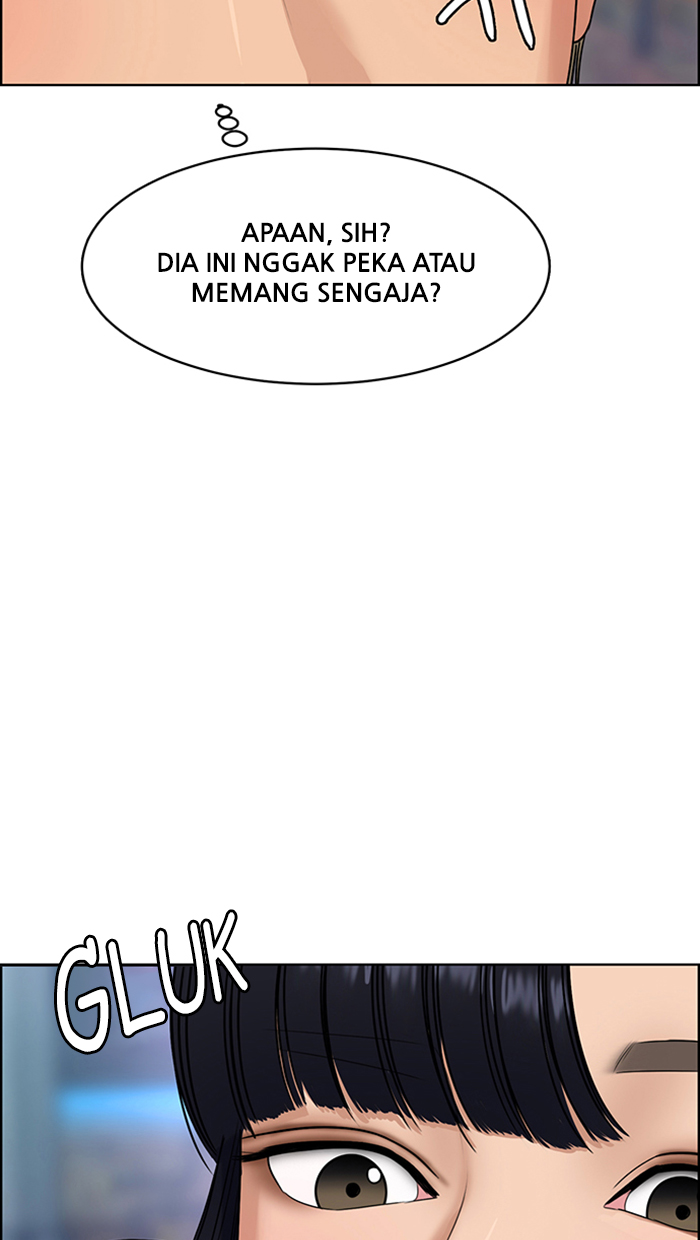 APAAN, SIH?
DIA INI NGGAK PEKA ATAU
MEMANG SENGAJA?
GLUK